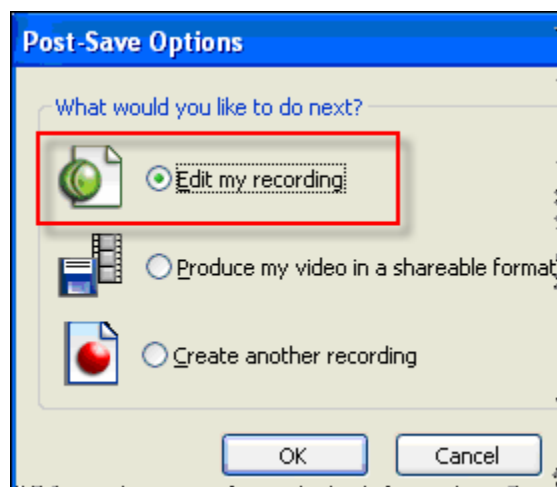 Post-Save Options
What would you like to do next?
Edit my recording
Produce my video in a shareable format
Create another recording
OK
Cancel